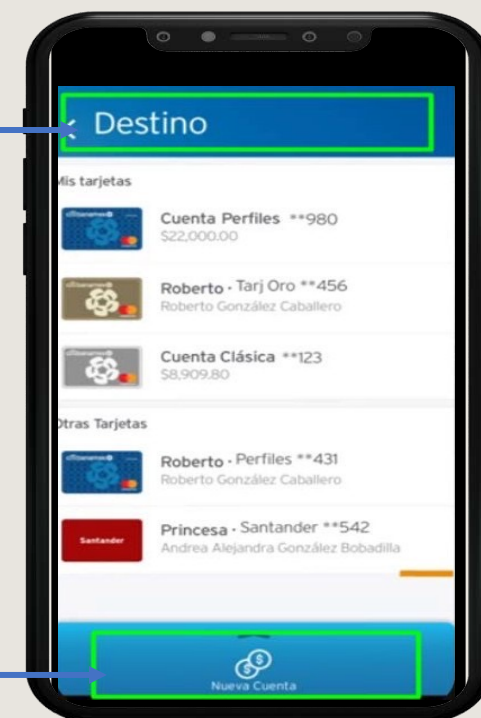 Destino
Mis tarjetas
Cuenta Perfiles **980
$22,000.00
Roberto - Tarj Oro **456
Roberto González Caballero
Cuenta Clásica **123
$8,909.80
Otras Tarjetas
Roberto - Perfiles **431
Roberto González Caballero
Santander
Princesa - Santander **542
Andrea Alejandra González Bobadilla
Nueva Cuenta